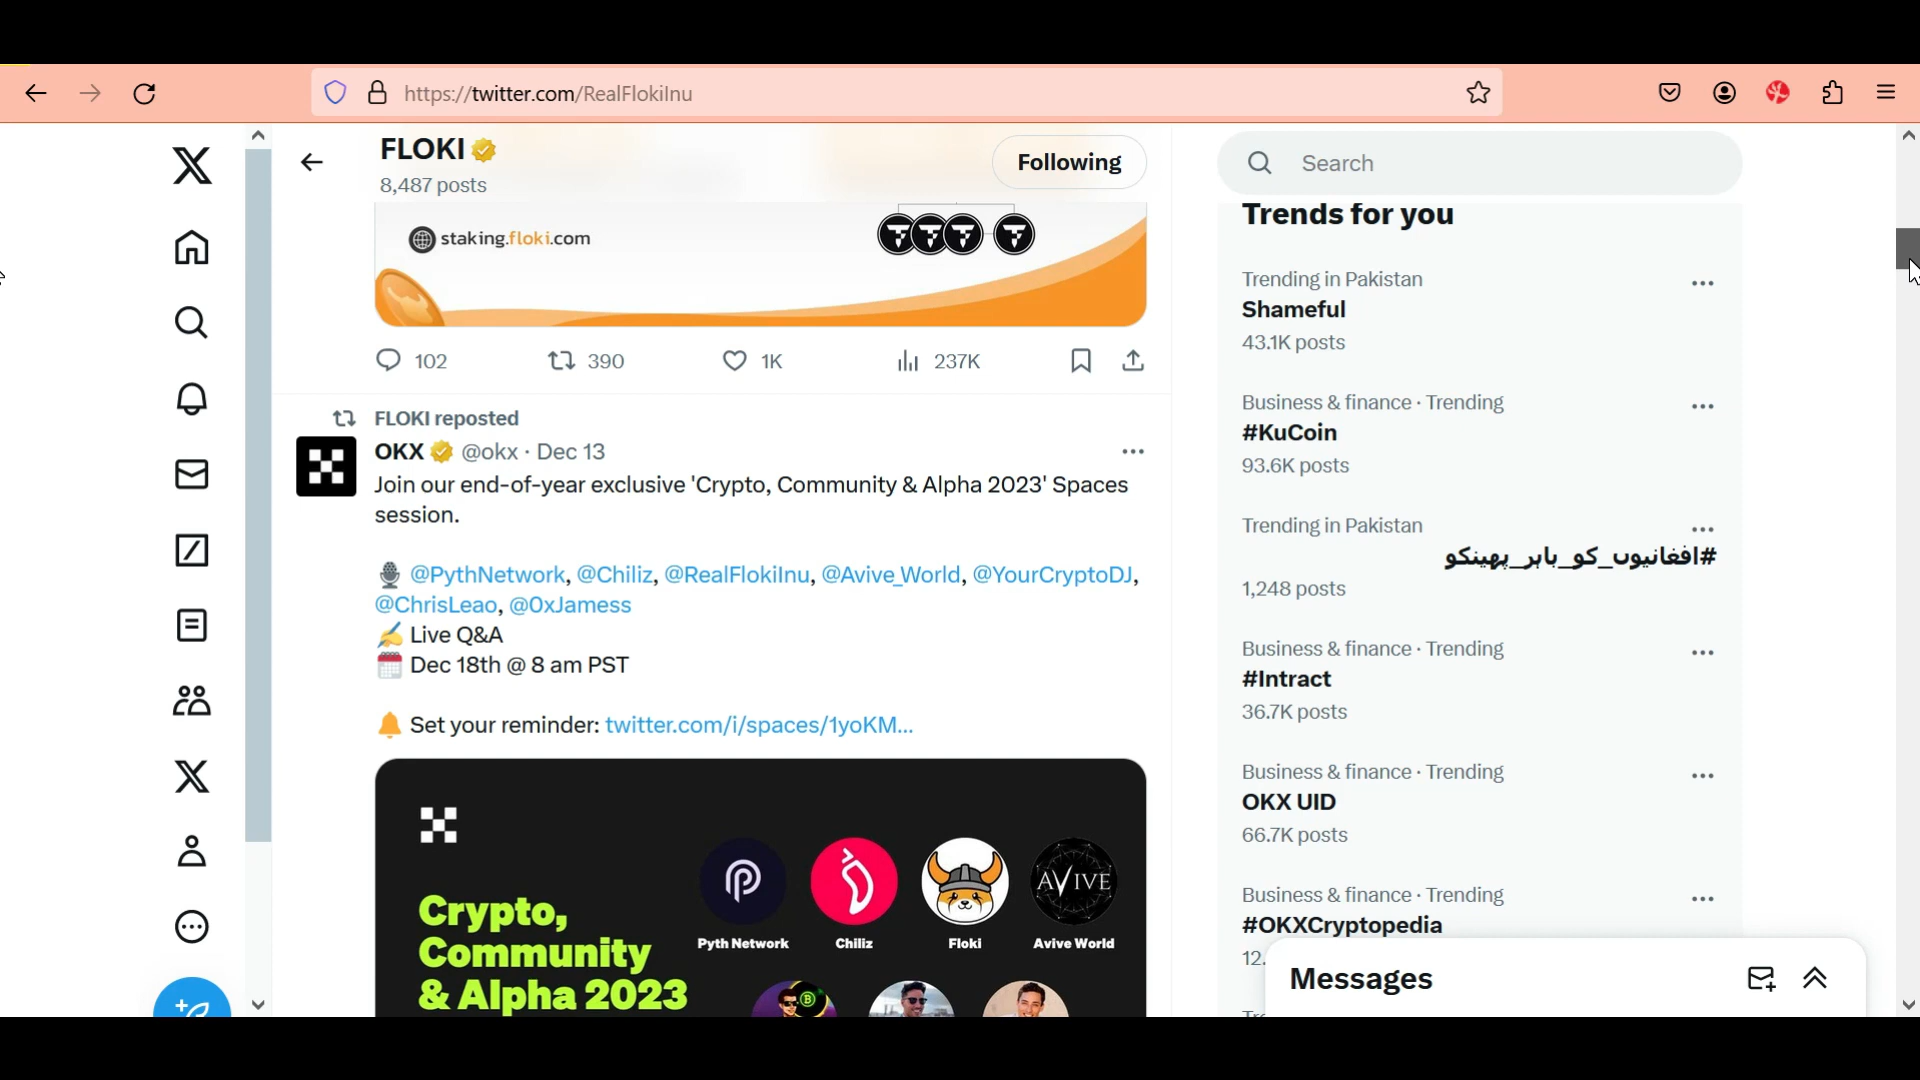 https://twitter.com/RealFlokiInu
FLOKI
8,487 posts
Following
staking.floki.com
102
390
1K
237K
FLOKI reposted
OKX @okx · Dec 13
Join our end-of-year exclusive 'Crypto, Community & Alpha 2023' Spaces
session.
@PythNetwork, @Chiliz, @RealFlokiInu, @Avive_World, @YourCryptoDJ,
@ChrisLeao, @0xJamess
Live Q&A
Dec 18th @ 8 am PST
Set your reminder: twitter.com/i/spaces/1yoKM...
Crypto,
Community
& Alpha 2023
Pyth Network
Chiliz
Floki
AVIVE
Avive World
Search
Trends for you
Trending in Pakistan
Shameful
43.1K posts
Business & finance · Trending
#KuCoin
93.6K posts
Trending in Pakistan
#افغانیوں_کو_باہر_پھینکو
1,248 posts
Business & finance · Trending
#Intract
36.7K posts
Business & finance · Trending
OKX UID
66.7K posts
Business & finance · Trending
#OKXCryptopedia
12.
Messages